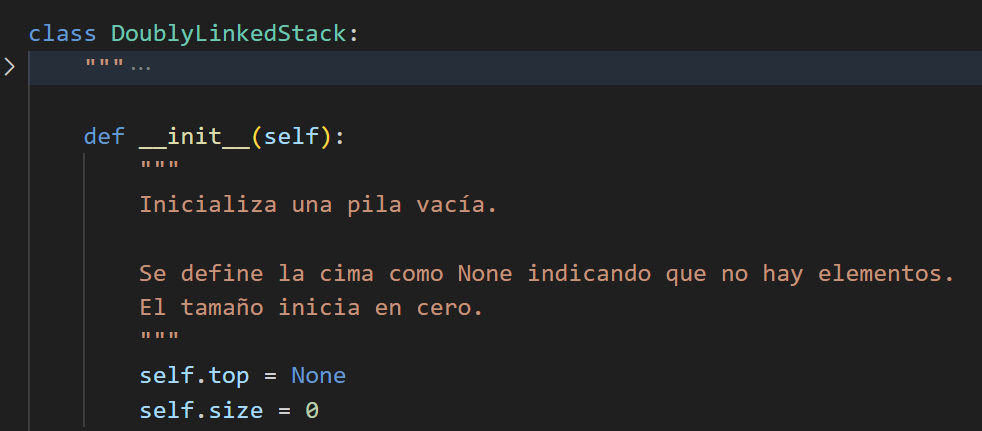 class DoublyLinkedStack:
"""···
def __init__(self):
"""
Inicializa una pila vacía.
Se define la cima como None indicando que no hay elementos.
El tamaño inicia en cero.
"""
self.top = None
self.size = 0